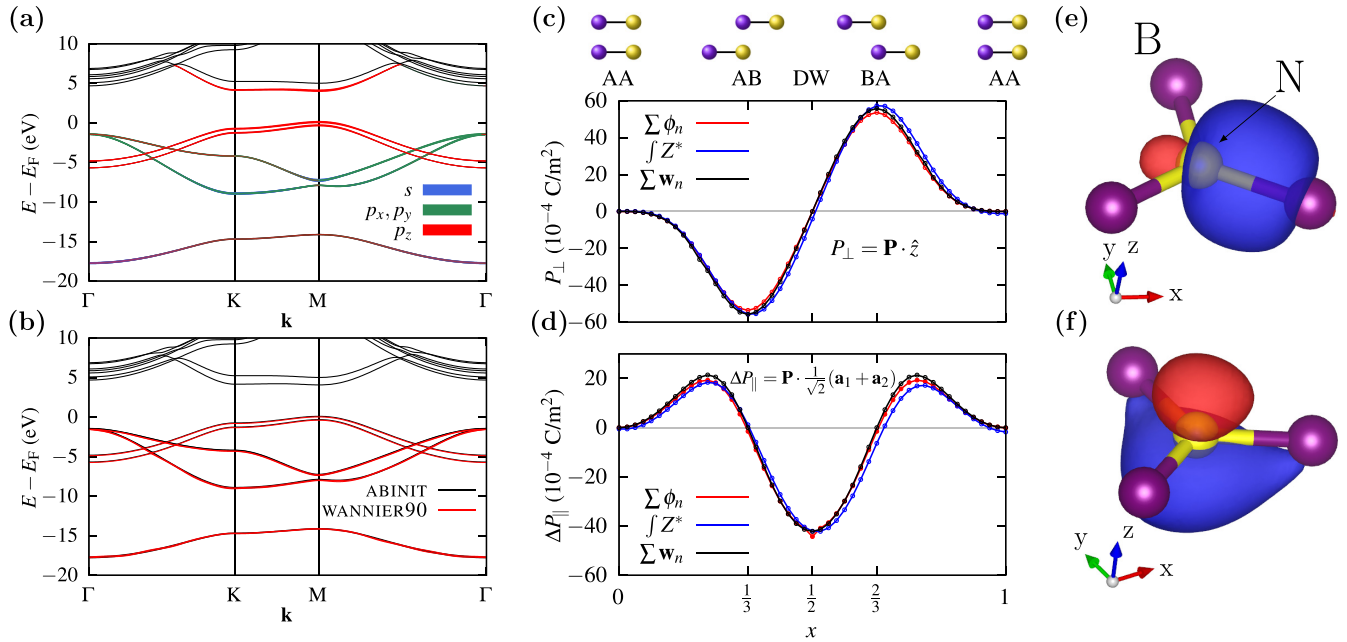 (a)
10
5
0
−5
−10
−15
−20
E − E_F (eV)
s
p_x, p_y
p_z
Γ K M Γ
k
(b)
10
5
0
−5
−10
−15
−20
E − E_F (eV)
ABINIT
WANNIER90
Γ K M Γ
k
(c)
AA AB DW BA AA
60
40
20
0
−20
−40
−60
P_⊥ (10^−4 C/m^2)
∑ ϕ_n
∫ Z^*
∑ w_n
P_⊥ = P · ẑ
(d)
20
0
−20
−40
−60
ΔP_∥ (10^−4 C/m^2)
ΔP_∥ = P · 1/√2 (a_1 + a_2)
∑ ϕ_n
∫ Z^*
∑ w_n
0 1/3 1/2 2/3 1
x
(e)
B
N
y z
x
(f)
y z
x